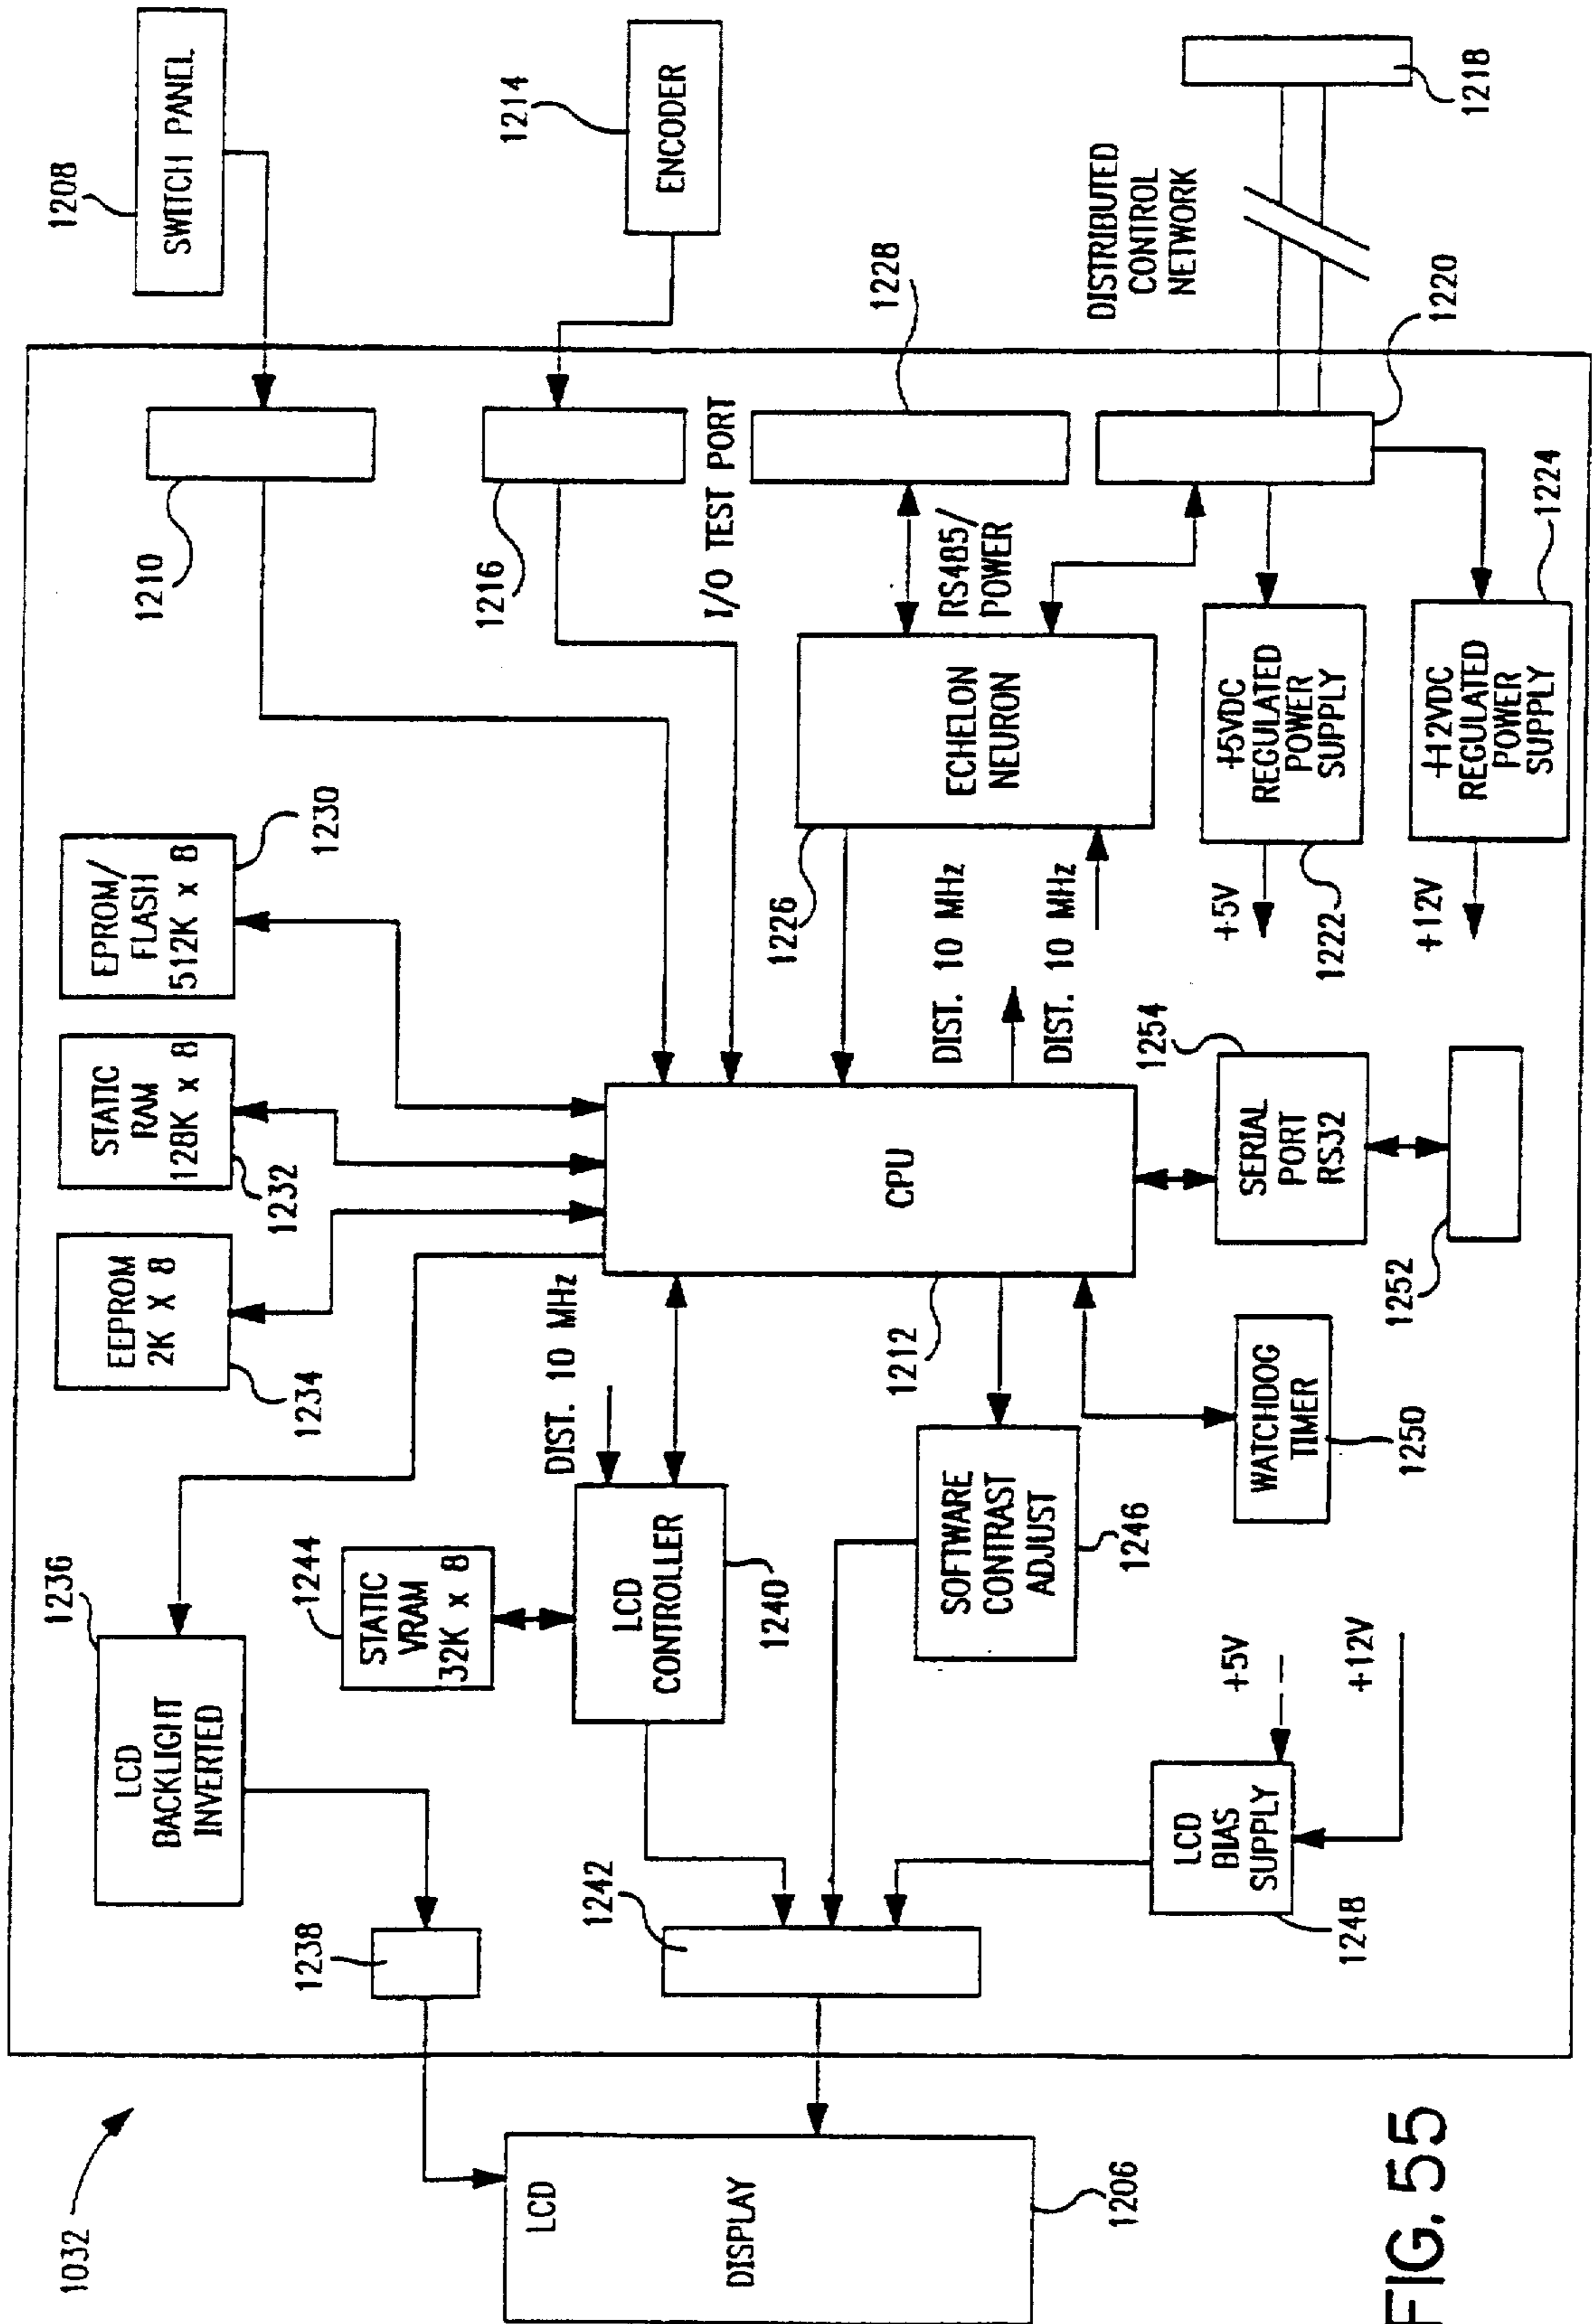 1032
LCD
DISPLAY
1206
FIG. 55
1238
1242
1236
LCD
BACKLIGHT
INVERTED
1244
STATIC
VRAM
32K x 8
LCD
CONTROLLER
1240
DIST. 10 MHz
SOFTWARE
CONTRAST
ADJUST
1246
LCD
BIAS
SUPPLY
1248
+5V
+12V
WATCHDOG
TIMER
1250
EEPROM
2K X 8
1234
STATIC
RAM
128K x 8
1232
EPROM/
FLASH
512K x 8
1230
CPU
1212
SERIAL
PORT
RS32
1254
1252
DIST. 10 MHz
DIST. 10 MHz
ECHELON
NEURON
1226
RS485/
POWER
+5VDC
REGULATED
POWER
SUPPLY
1222
+5V
+12VDC
REGULATED
POWER
SUPPLY
1224
+12V
1210
1216
I/O TEST PORT
1228
1220
SWITCH PANEL
1208
ENCODER
1214
DISTRIBUTED
CONTROL
NETWORK
1218